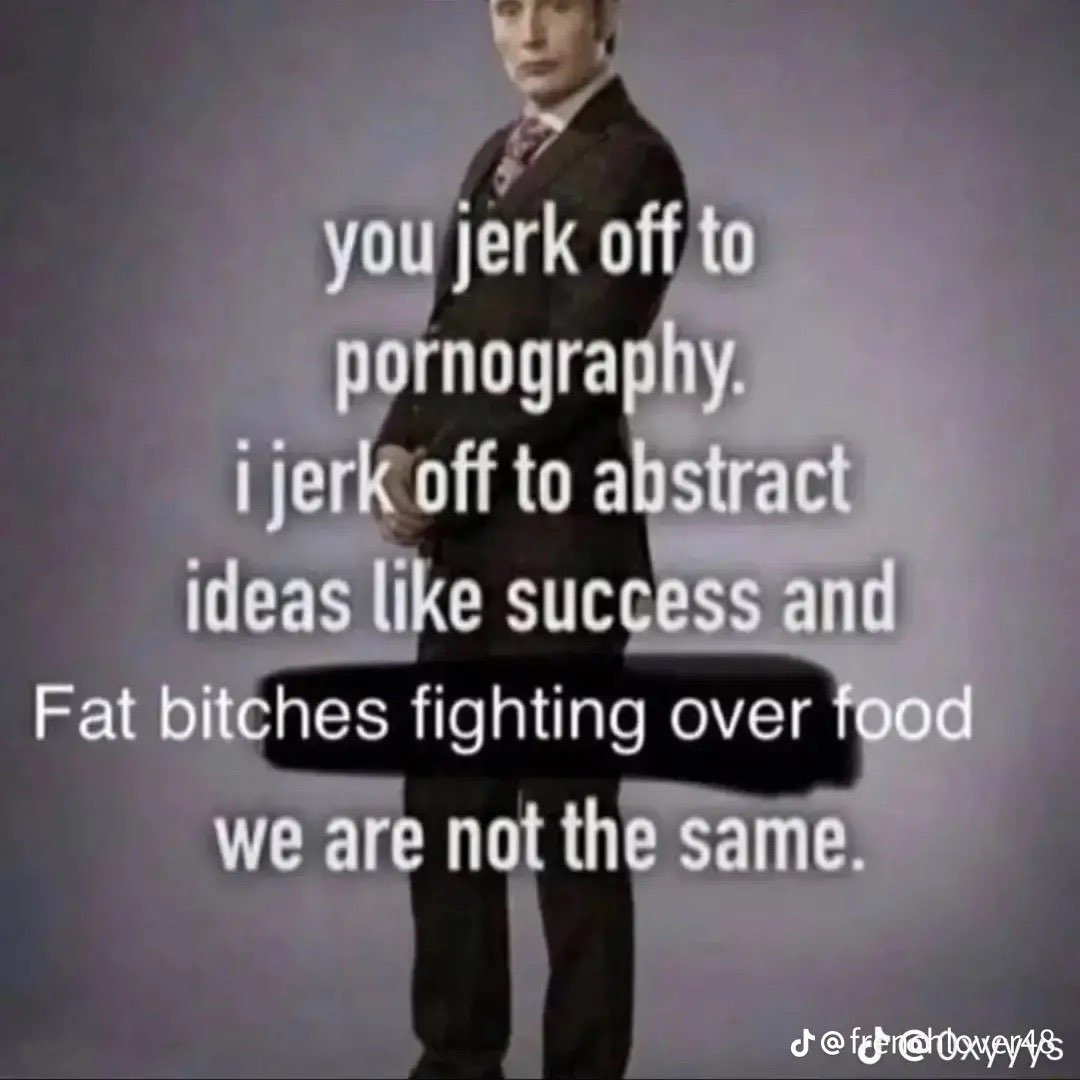 you jerk off to
pornography.
i jerk off to abstract
ideas like success and
Fat bitches fighting over food
we are not the same.